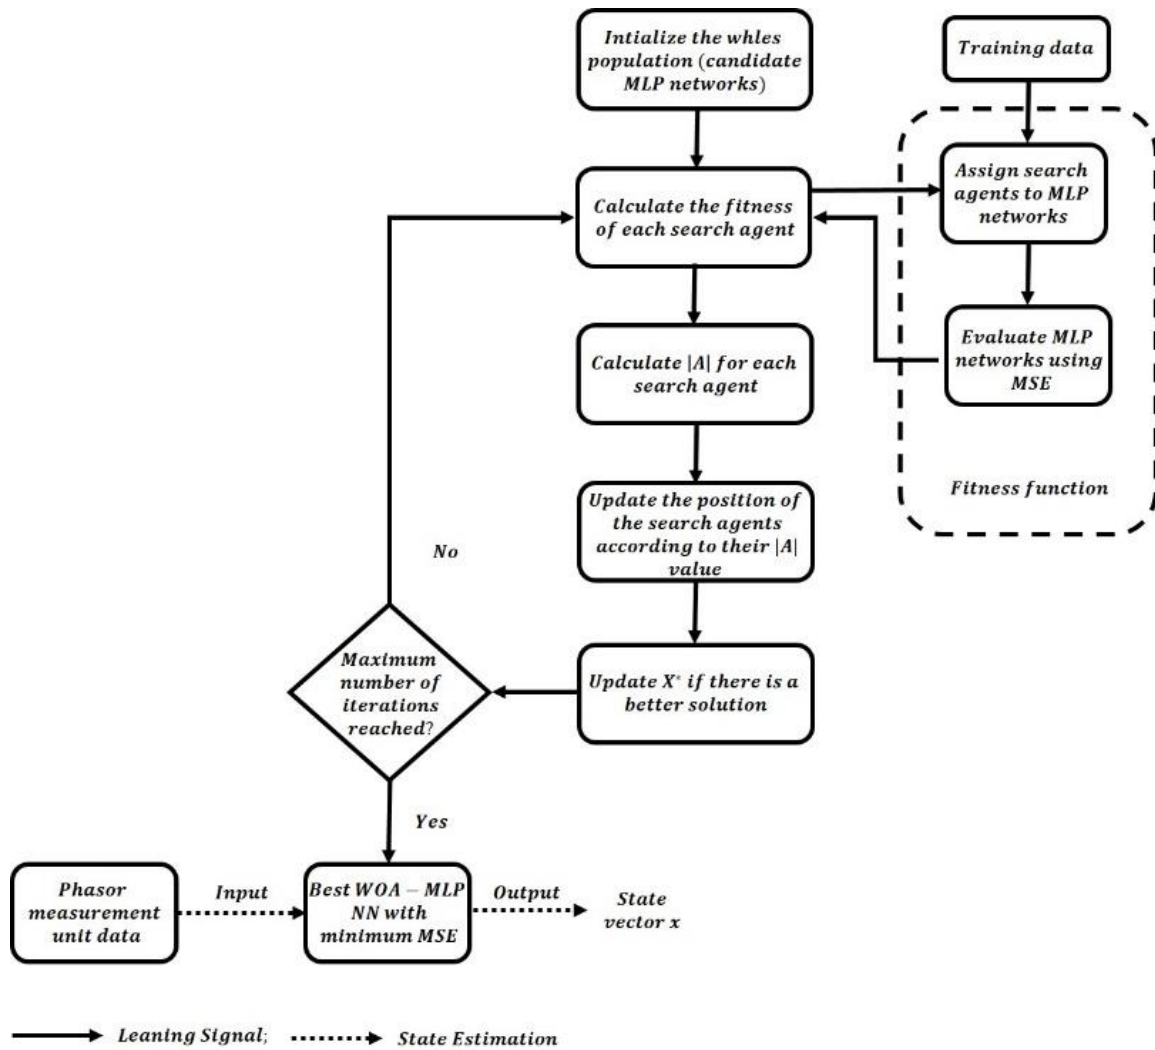 Intialize the whles
population (candidate
MLP networks)
Training data
Assign search
agents to MLP
networks
Calculate the fitness
of each search agent
Evaluate MLP
networks using
MSE
Calculate |A| for each
search agent
Fitness function
Update the position of
the search agents
according to their |A|
value
No
Maximum
number of
iterations
reached?
Update X* if there is a
better solution
Yes
Phasor
measurement
unit data
Input
Best WOA − MLP
NN with
minimum MSE
Output
State
vector x
Leaning Signal;
State Estimation